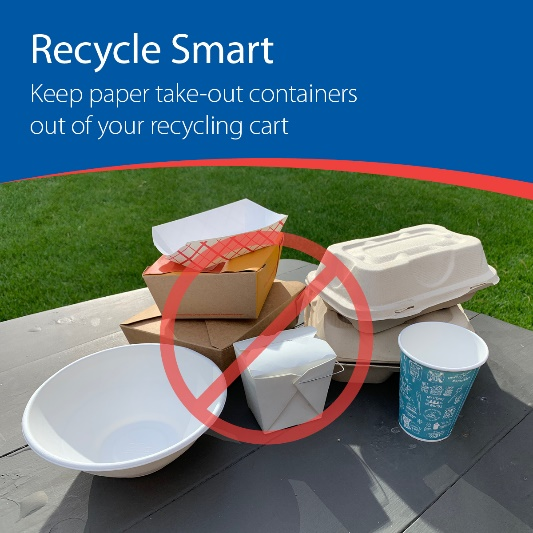 Recycle Smart
Keep paper take-out containers
out of your recycling cart